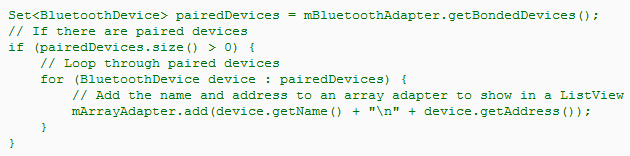 Set<BluetoothDevice> pairedDevices = mBluetoothAdapter.getBondedDevices();
// If there are paired devices
if (pairedDevices.size() > 0) {
    // Loop through paired devices
    for (BluetoothDevice device : pairedDevices) {
        // Add the name and address to an array adapter to show in a ListView
        mArrayAdapter.add(device.getName() + "\n" + device.getAddress());
    }
}